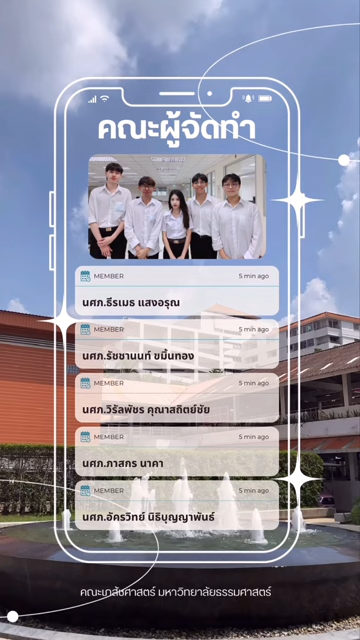 คณะผู้จัดทำ
MEMBER 5 min ago
นศภ.ธีรเมธ แสงอรุณ
MEMBER 5 min ago
นศภ.รัชชานนท์ ขมิ้นทอง
MEMBER 5 min ago
นศภ.วิรัลพัชร คุณาสถิตย์ชัย
MEMBER 5 min ago
นศภ.ภาสกร นาคา
MEMBER 5 min ago
นศภ.อัครวิทย์ นิธิบุญญาพันธ์
คณะเภสัชศาสตร์ มหาวิทยาลัยธรรมศาสตร์